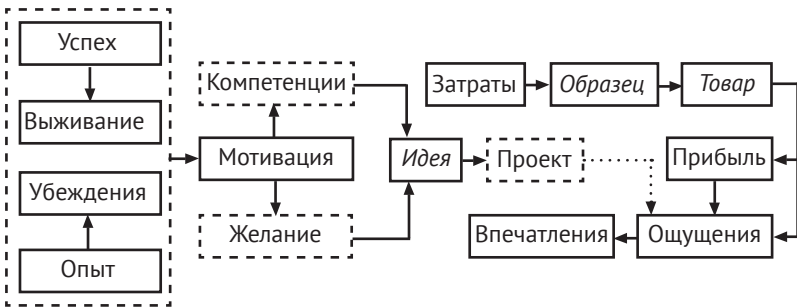 Успех
Выживание
Убеждения
Опыт
Компетенции
Мотивация
Желание
Идея
Проект
Затраты
Образец
Товар
Прибыль
Впечатления
Ощущения